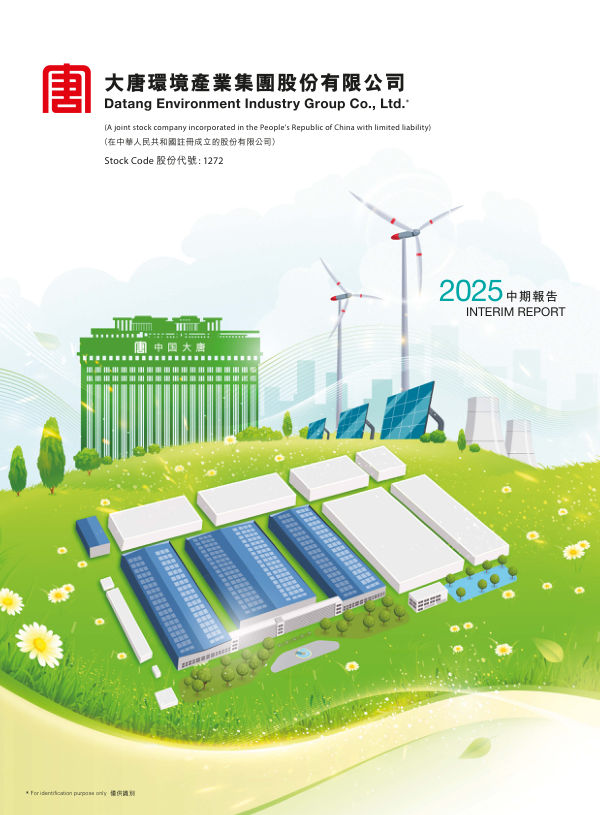 唐
大唐環境產業集團股份有限公司
Datang Environment Industry Group Co., Ltd.*
(A joint stock company incorporated in the People's Republic of China with limited liability)
(在中華人民共和國註冊成立的股份有限公司)
Stock Code 股份代號 : 1272
2025 中期報告
INTERIM REPORT
唐 中国大唐
* For identification purpose only 僅供識別